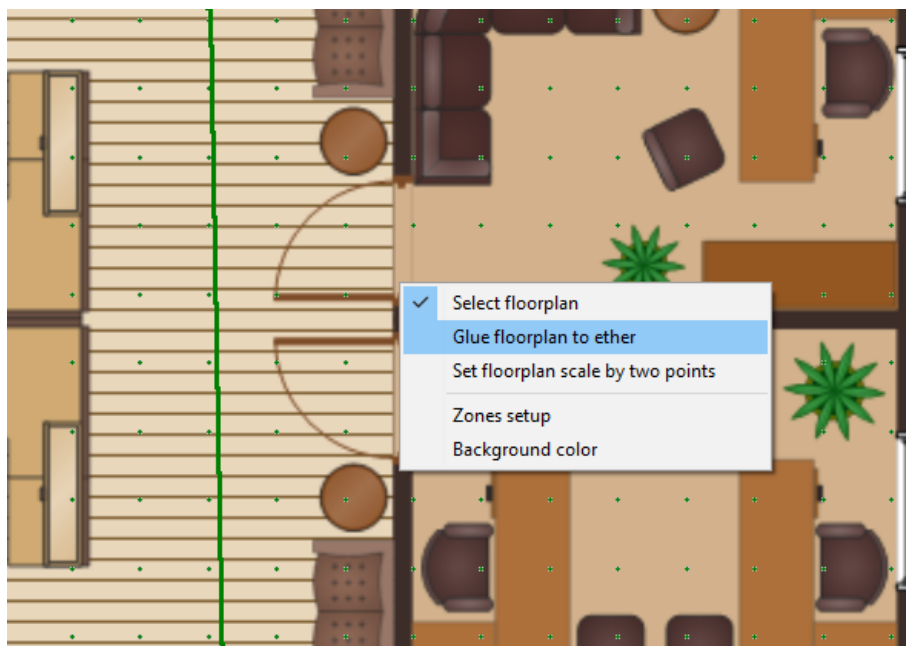 Select floorplan
Glue floorplan to ether
Set floorplan scale by two points
Zones setup
Background color